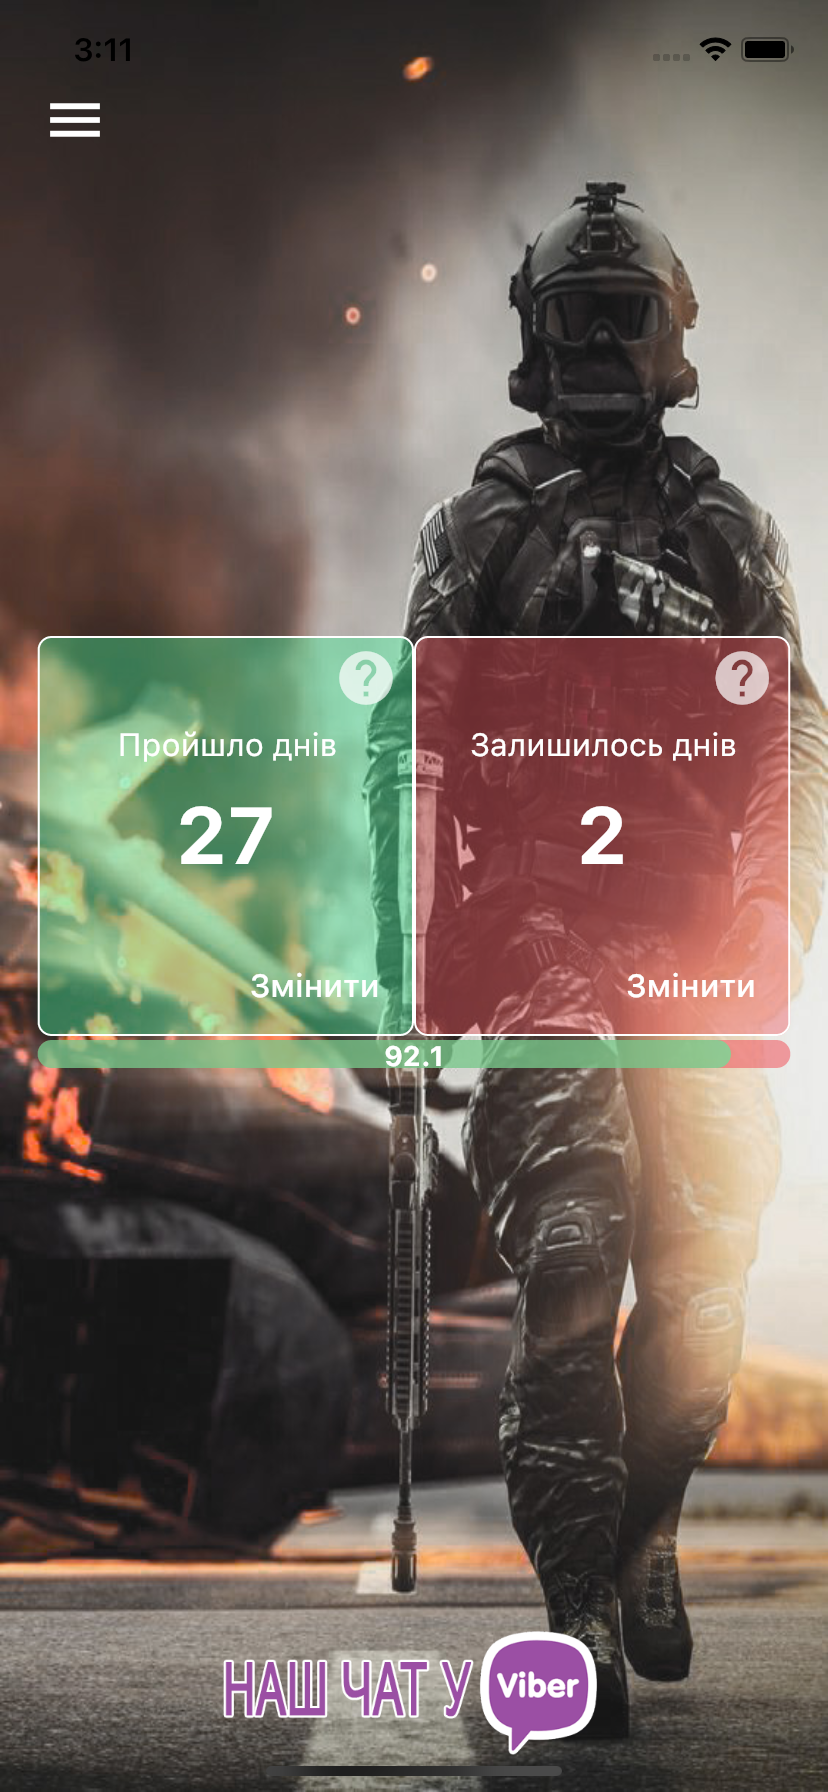 3:11
?
?
Пройшло днів
Залишилось днів
27
2
Змінити
Змінити
92.1
НАШ ЧАТ У Viber